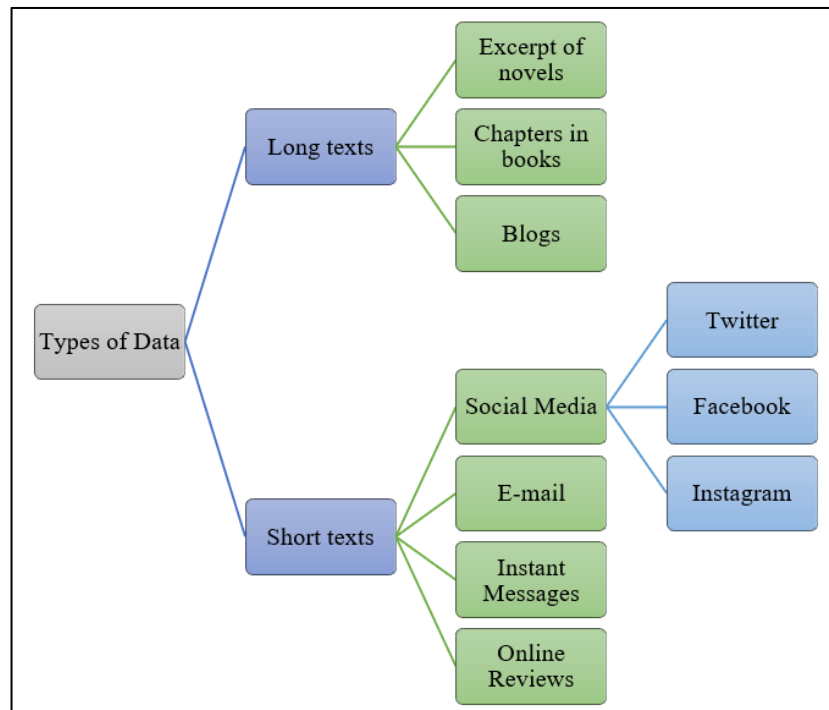 Types of Data
Long texts
Excerpt of
novels
Chapters in
books
Blogs
Short texts
Social Media
Twitter
Facebook
Instagram
E-mail
Instant
Messages
Online
Reviews